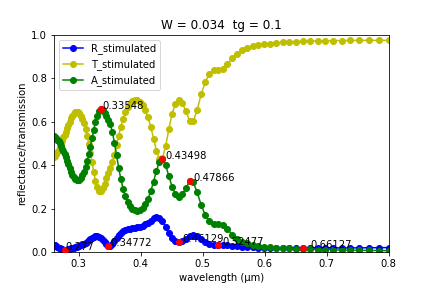 W = 0.034 tg = 0.1
R_stimulated
T_stimulated
A_stimulated
0.33548
0.43498
0.47866
0.34772
0.66127
reflectance/transmission
1.0
0.8
0.6
0.4
0.2
0.0
0.3
0.4
0.5
0.6
0.7
0.8
wavelength (μm)